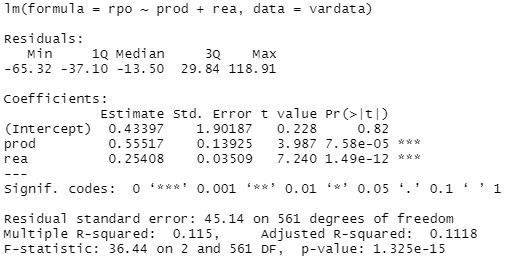 lm(formula = rpo ~ prod + rea, data = vardata)
Residuals:
Min 1Q Median 3Q Max
-65.32 -37.10 -13.50 29.84 118.91
Coefficients:
Estimate Std. Error t value Pr(>|t|)
(Intercept) 0.43397 1.90187 0.228 0.82
prod 0.55517 0.13925 3.987 7.58e-05 ***
rea 0.25408 0.03509 7.240 1.49e-12 ***
---
Signif. codes: 0 ‘***’ 0.001 ‘**’ 0.01 ‘*’ 0.05 ‘.’ 0.1 ‘ ’ 1
Residual standard error: 45.14 on 561 degrees of freedom
Multiple R-squared: 0.115, Adjusted R-squared: 0.1118
F-statistic: 36.44 on 2 and 561 DF, p-value: 1.325e-15